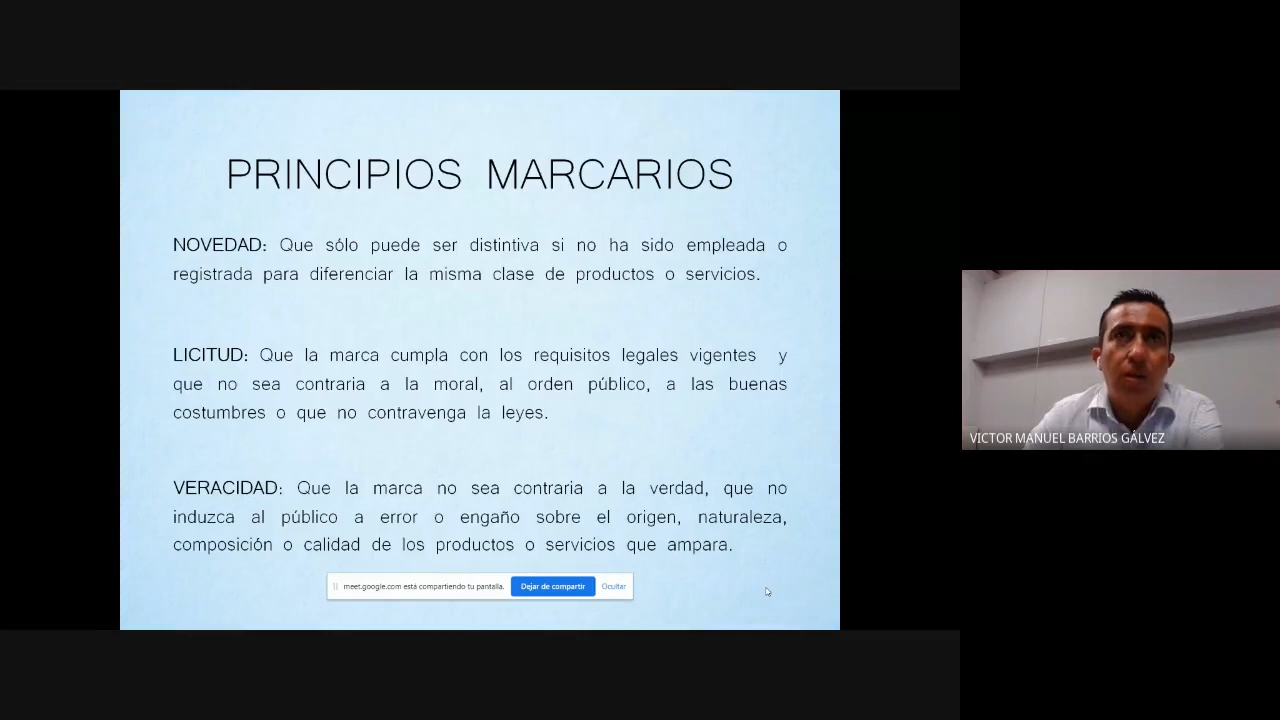 PRINCIPIOS MARCARIOS
NOVEDAD: Que sólo puede ser distintiva si no ha sido empleada o
registrada para diferenciar la misma clase de productos o servicios.
LICITUD: Que la marca cumpla con los requisitos legales vigentes y
que no sea contraria a la moral, al orden público, a las buenas
costumbres o que no contravenga la leyes.
VERACIDAD: Que la marca no sea contraria a la verdad, que no
induzca al público a error o engaño sobre el origen, naturaleza,
composición o calidad de los productos o servicios que ampara.
meet.google.com está compartiendo tu pantalla. Dejar de compartir Ocultar
VICTOR MANUEL BARRIOS GÁLVEZ